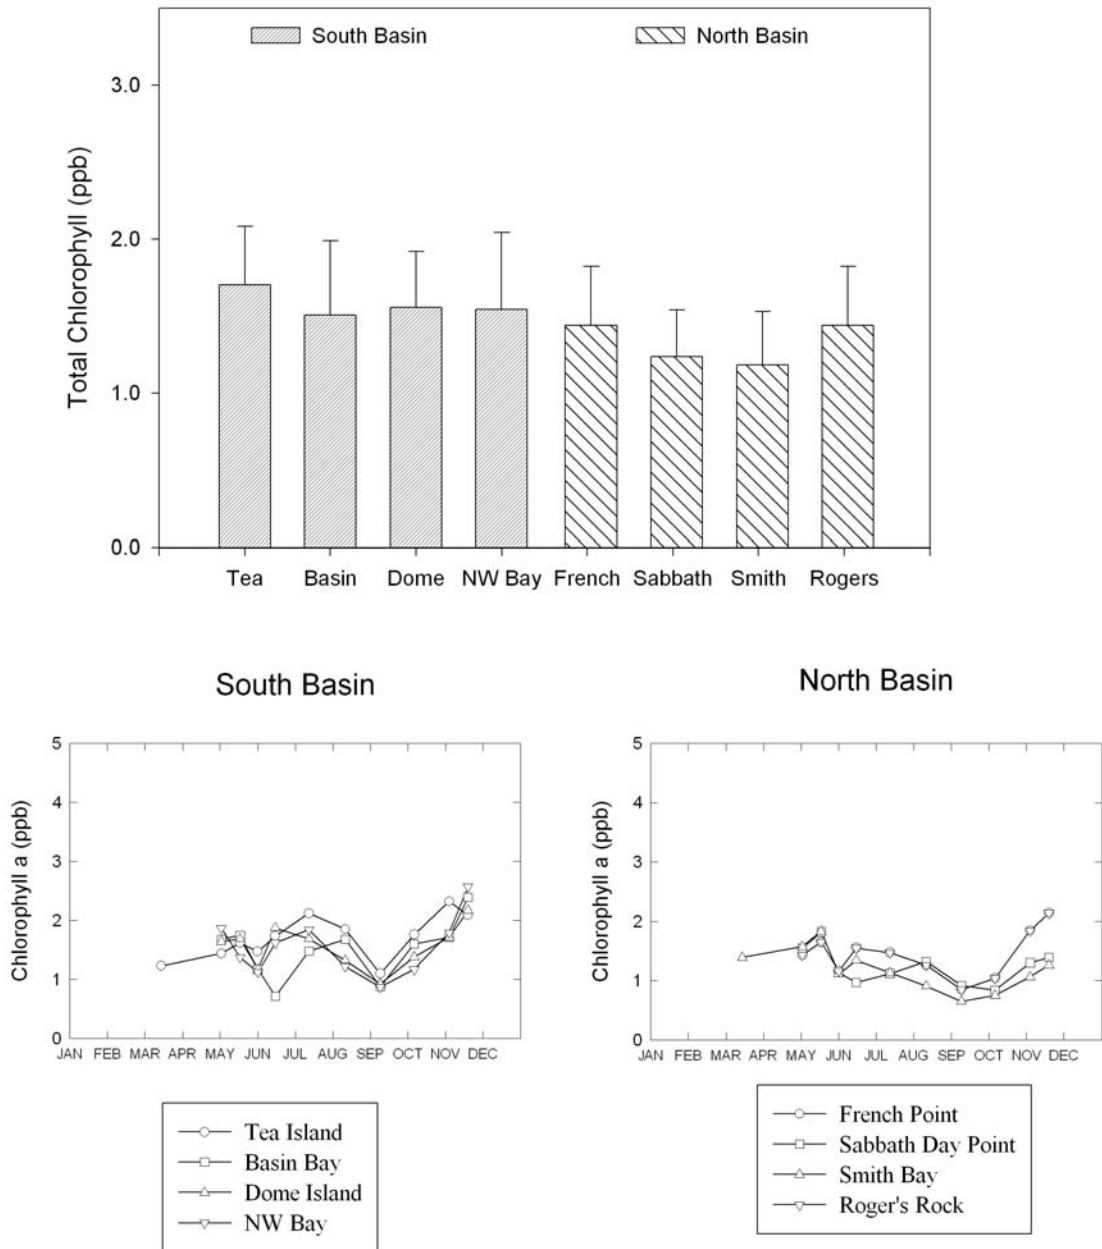 South Basin North Basin
Total Chlorophyll (ppb)
3.0
2.0
1.0
0.0
Tea Basin Dome NW Bay French Sabbath Smith Rogers
South Basin
Chlorophyll a (ppb)
5
4
3
2
1
0
JAN FEB MAR APR MAY JUN JUL AUG SEP OCT NOV DEC
Tea Island
Basin Bay
Dome Island
NW Bay
North Basin
Chlorophyll a (ppb)
5
4
3
2
1
0
JAN FEB MAR APR MAY JUN JUL AUG SEP OCT NOV DEC
French Point
Sabbath Day Point
Smith Bay
Roger's Rock